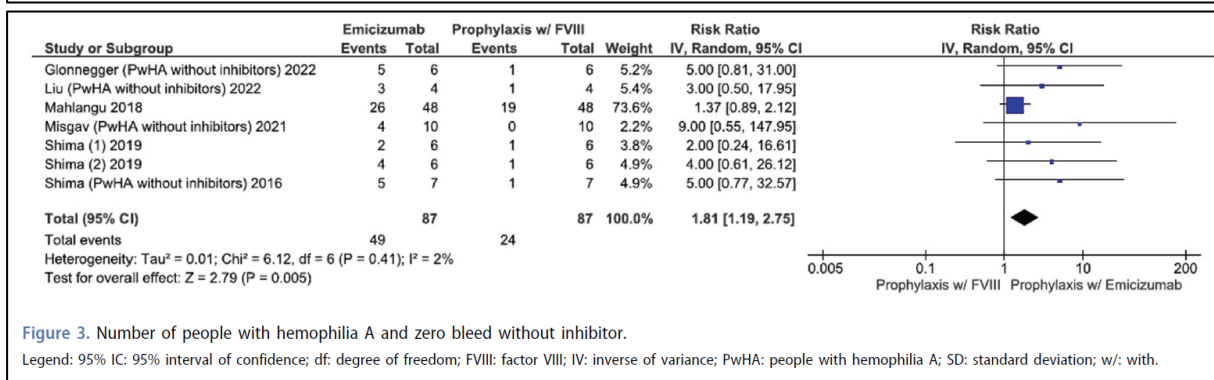 Emicizumab Prophylaxis w/ FVIII Risk Ratio Risk Ratio
Study or Subgroup Events Total Events Total Weight IV, Random, 95% CI IV, Random, 95% CI
Glonnegger (PwHA without inhibitors) 2022 5 6 1 6 5.2% 5.00 [0.81, 31.00]
Liu (PwHA without inhibitors) 2022 3 4 1 4 5.4% 3.00 [0.50, 17.95]
Mahlangu 2018 26 48 19 48 73.6% 1.37 [0.89, 2.12]
Misgav (PwHA without inhibitors) 2021 4 10 0 10 2.2% 9.00 [0.55, 147.95]
Shima (1) 2019 2 6 1 6 3.8% 2.00 [0.24, 16.61]
Shima (2) 2019 4 6 1 6 4.9% 4.00 [0.61, 26.12]
Shima (PwHA without inhibitors) 2016 5 7 1 7 4.9% 5.00 [0.77, 32.57]
Total (95% CI) 87 87 100.0% 1.81 [1.19, 2.75]
Total events 49 24
Heterogeneity: Tau² = 0.01; Chi² = 6.12, df = 6 (P = 0.41); I² = 2%
Test for overall effect: Z = 2.79 (P = 0.005)
0.005 0.1 1 10 200
Prophylaxis w/ FVIII Prophylaxis w/ Emicizumab
Figure 3. Number of people with hemophilia A and zero bleed without inhibitor.
Legend: 95% IC: 95% interval of confidence; df: degree of freedom; FVIII: factor VIII; IV: inverse of variance; PwHA: people with hemophilia A; SD: standard deviation; w/: with.